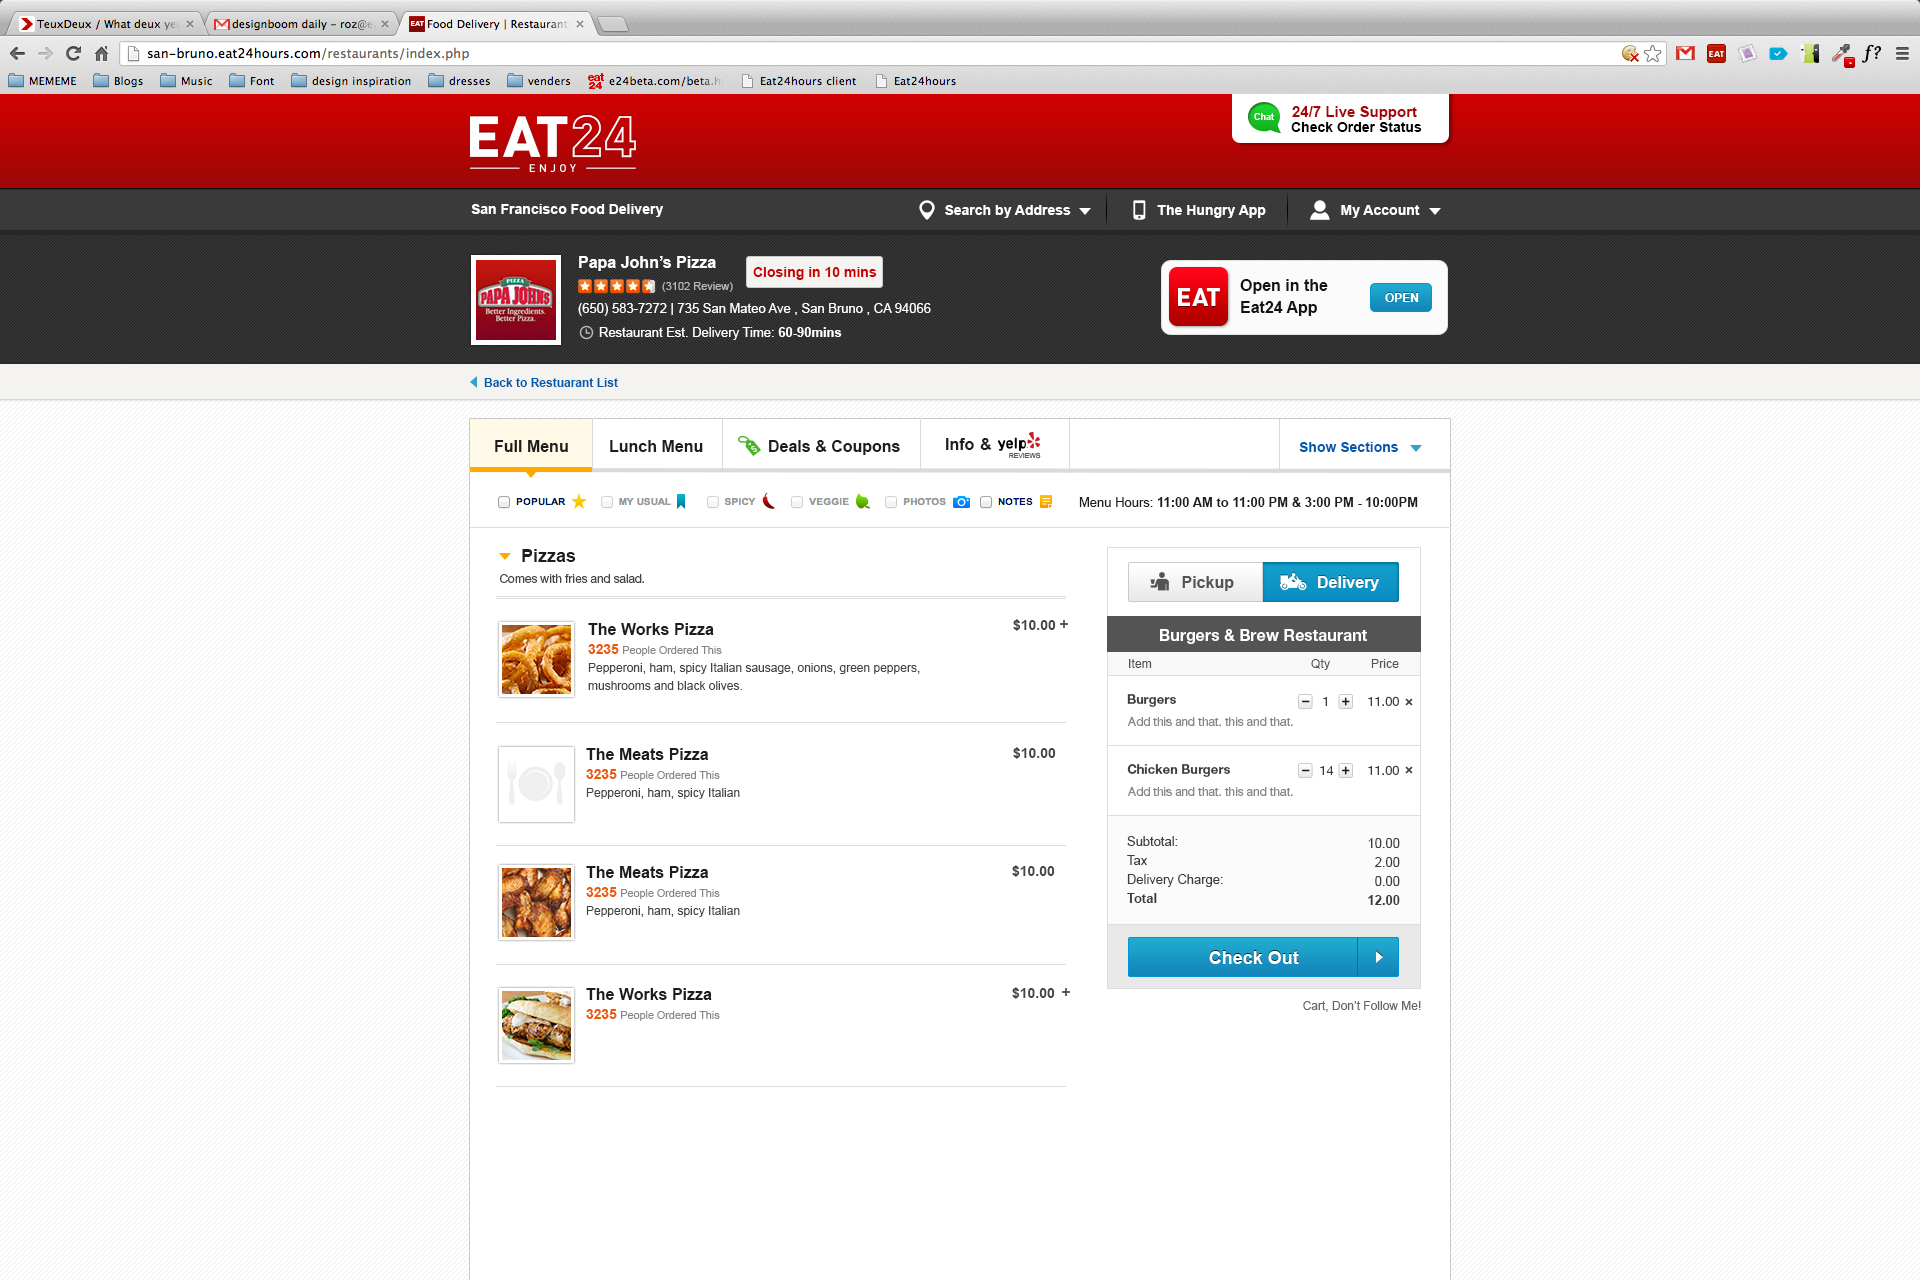 TeuxDeux / What deux ye
designboom daily – roz@e
EAT Food Delivery | Restaurant
san-bruno.eat24hours.com/restaurants/index.php
EAT
f?
MEMEME
Blogs
Music
Font
design inspiration
dresses
venders
eat 24 e24beta.com/beta.h
Eat24hours client
Eat24hours
EAT24
ENJOY
Chat
24/7 Live Support
Check Order Status
San Francisco Food Delivery
Search by Address
The Hungry App
My Account
PIZZA
PAPA JOHNS
Better Ingredients.
Better Pizza.
Papa John’s Pizza
Closing in 10 mins
(3102 Review)
(650) 583-7272 | 735 San Mateo Ave , San Bruno , CA 94066
Restaurant Est. Delivery Time: 60-90mins
EAT
Open in the
Eat24 App
OPEN
Back to Restuarant List
Full Menu
Lunch Menu
Deals & Coupons
Info & yelp
REVIEWS
Show Sections
POPULAR
MY USUAL
SPICY
VEGGIE
PHOTOS
NOTES
Menu Hours: 11:00 AM to 11:00 PM & 3:00 PM - 10:00PM
Pizzas
Comes with fries and salad.
The Works Pizza
$10.00 +
3235 People Ordered This
Pepperoni, ham, spicy Italian sausage, onions, green peppers,
mushrooms and black olives.
The Meats Pizza
$10.00
3235 People Ordered This
Pepperoni, ham, spicy Italian
The Meats Pizza
$10.00
3235 People Ordered This
Pepperoni, ham, spicy Italian
The Works Pizza
$10.00 +
3235 People Ordered This
Pickup
Delivery
Burgers & Brew Restaurant
Item Qty Price
Burgers − 1 + 11.00 ×
Add this and that. this and that.
Chicken Burgers − 14 + 11.00 ×
Add this and that. this and that.
Subtotal: 10.00
Tax 2.00
Delivery Charge: 0.00
Total 12.00
Check Out
Cart, Don’t Follow Me!